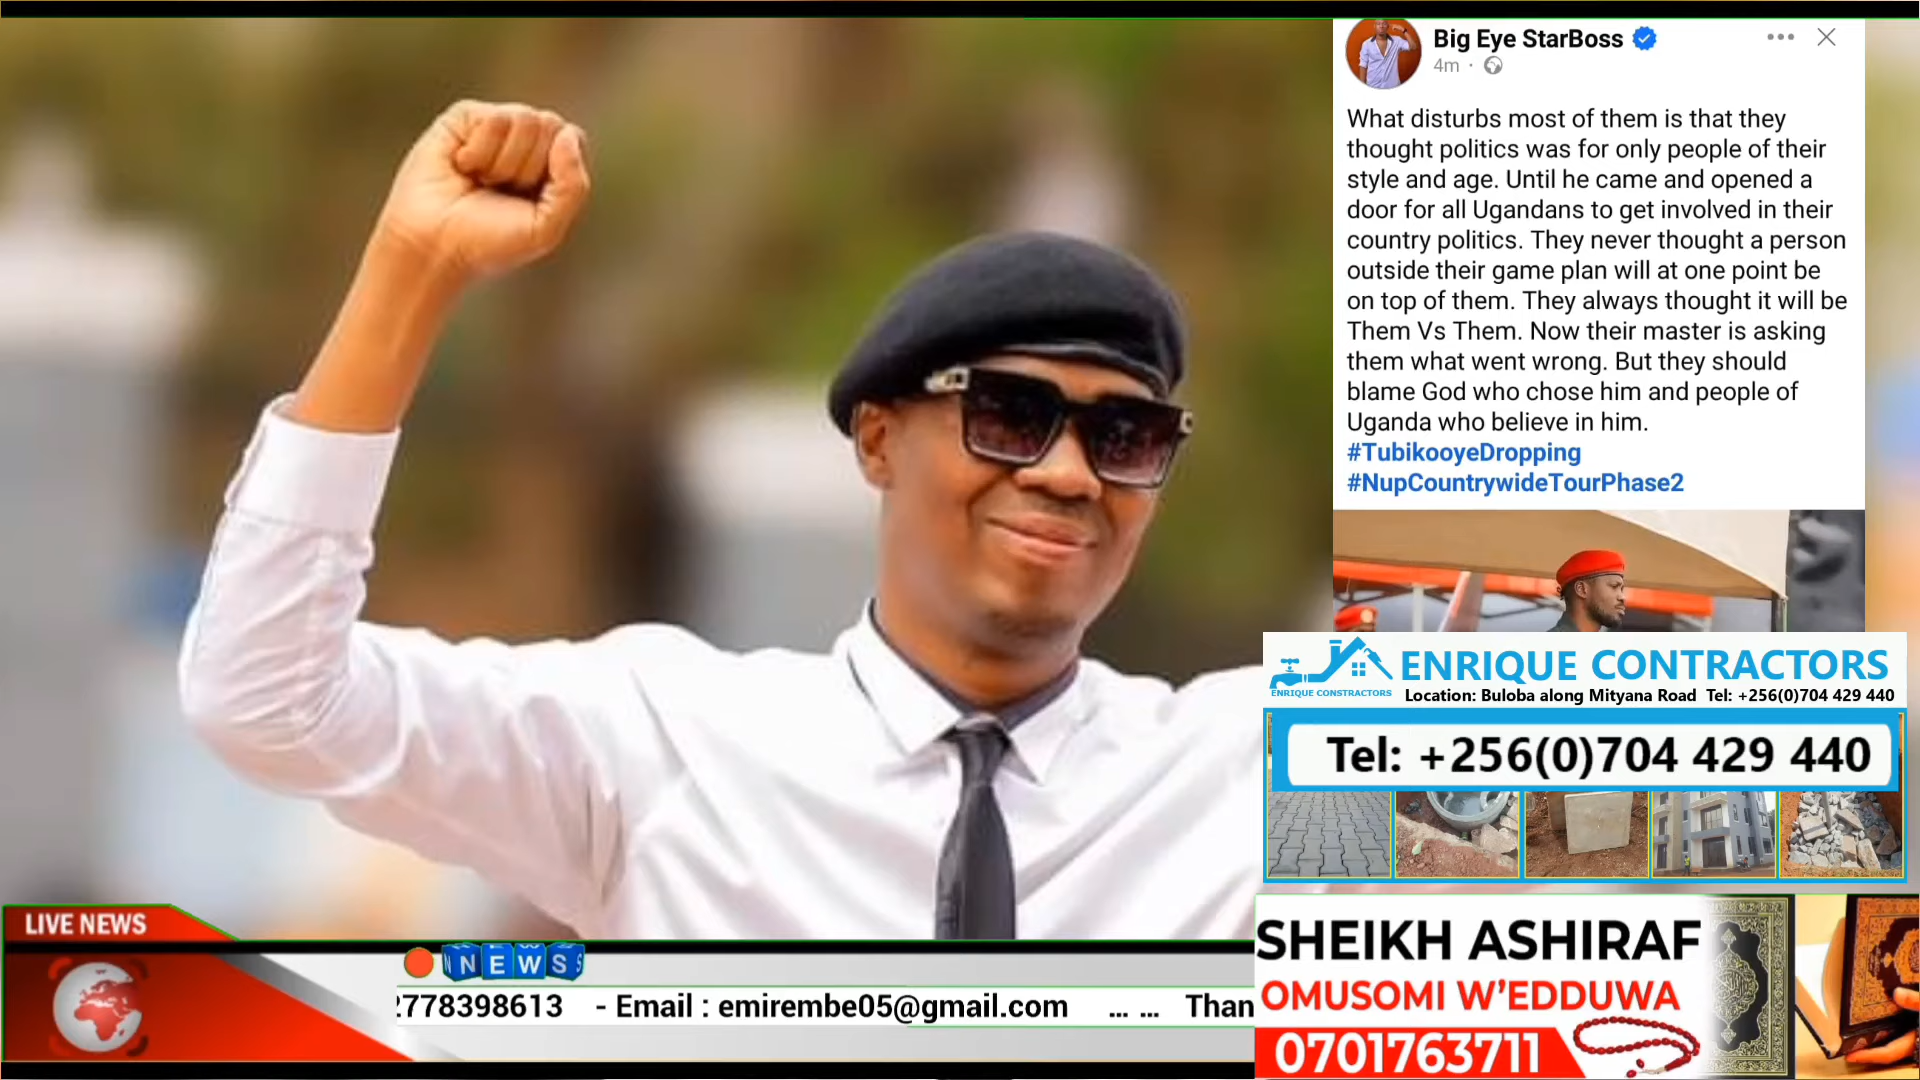 Big Eye StarBoss
4m
What disturbs most of them is that they
thought politics was for only people of their
style and age. Until he came and opened a
door for all Ugandans to get involved in their
country politics. They never thought a person
outside their game plan will at one point be
on top of them. They always thought it will be
Them Vs Them. Now their master is asking
them what went wrong. But they should
blame God who chose him and people of
Uganda who believe in him.
#TubikooyeDropping
#NupCountrywideTourPhase2
ENRIQUE CONTRACTORS
ENRIQUE CONSTRACTORS
Location: Buloba along Mityana Road Tel: +256(0)704 429 440
Tel: +256(0)704 429 440
LIVE NEWS
NEWS
2778398613 - Email : emirembe05@gmail.com ... ... Than
SHEIKH ASHIRAF
OMUSOMI W'EDDUWA
0701763711